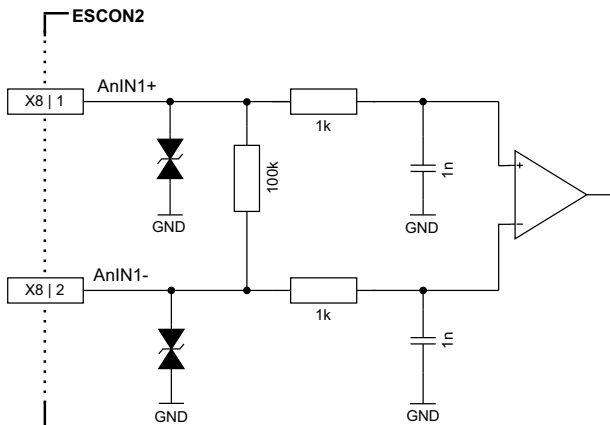 ESCON2
X8 | 1
AnIN1+
1k
100k
1n
GND
GND
+
-
X8 | 2
AnIN1-
1k
1n
GND
GND